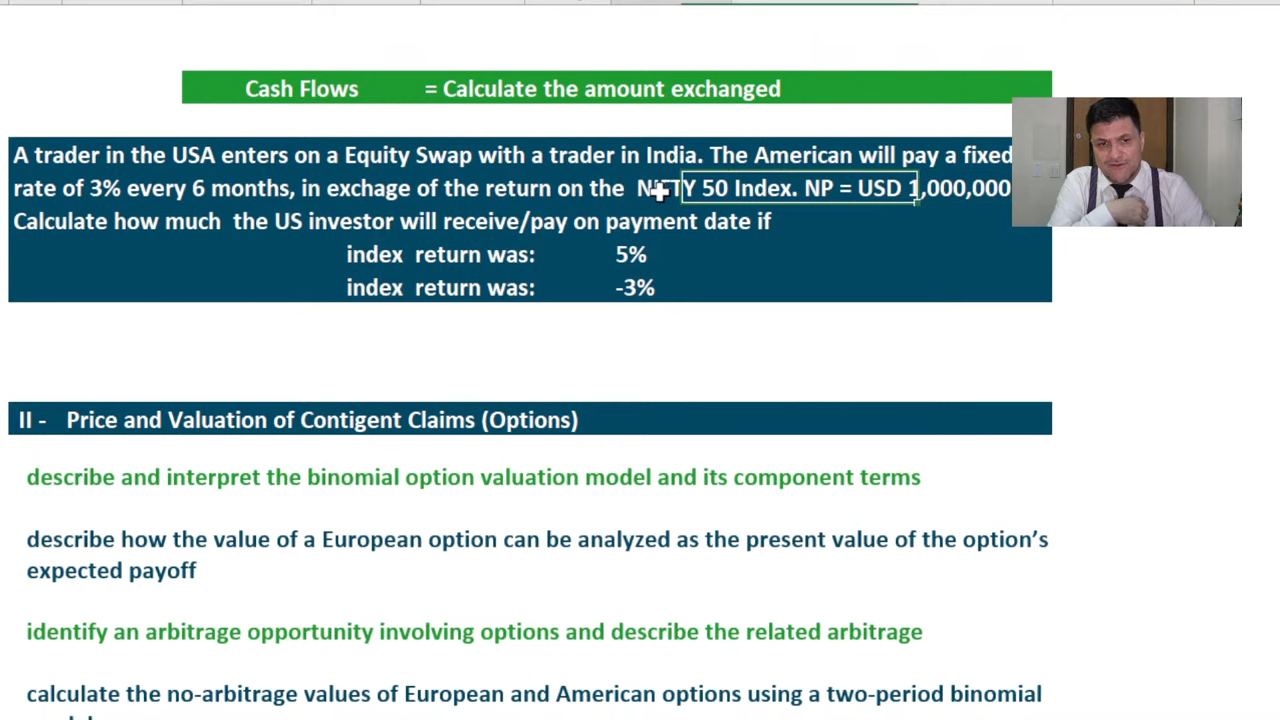 Cash Flows = Calculate the amount exchanged
A trader in the USA enters on a Equity Swap with a trader in India. The American will pay a fixed
rate of 3% every 6 months, in exchage of the return on the NIFTY 50 Index. NP = USD 1,000,000
Calculate how much the US investor will receive/pay on payment date if
index return was: 5%
index return was: -3%
II - Price and Valuation of Contigent Claims (Options)
describe and interpret the binomial option valuation model and its component terms
describe how the value of a European option can be analyzed as the present value of the option’s
expected payoff
identify an arbitrage opportunity involving options and describe the related arbitrage
calculate the no-arbitrage values of European and American options using a two-period binomial